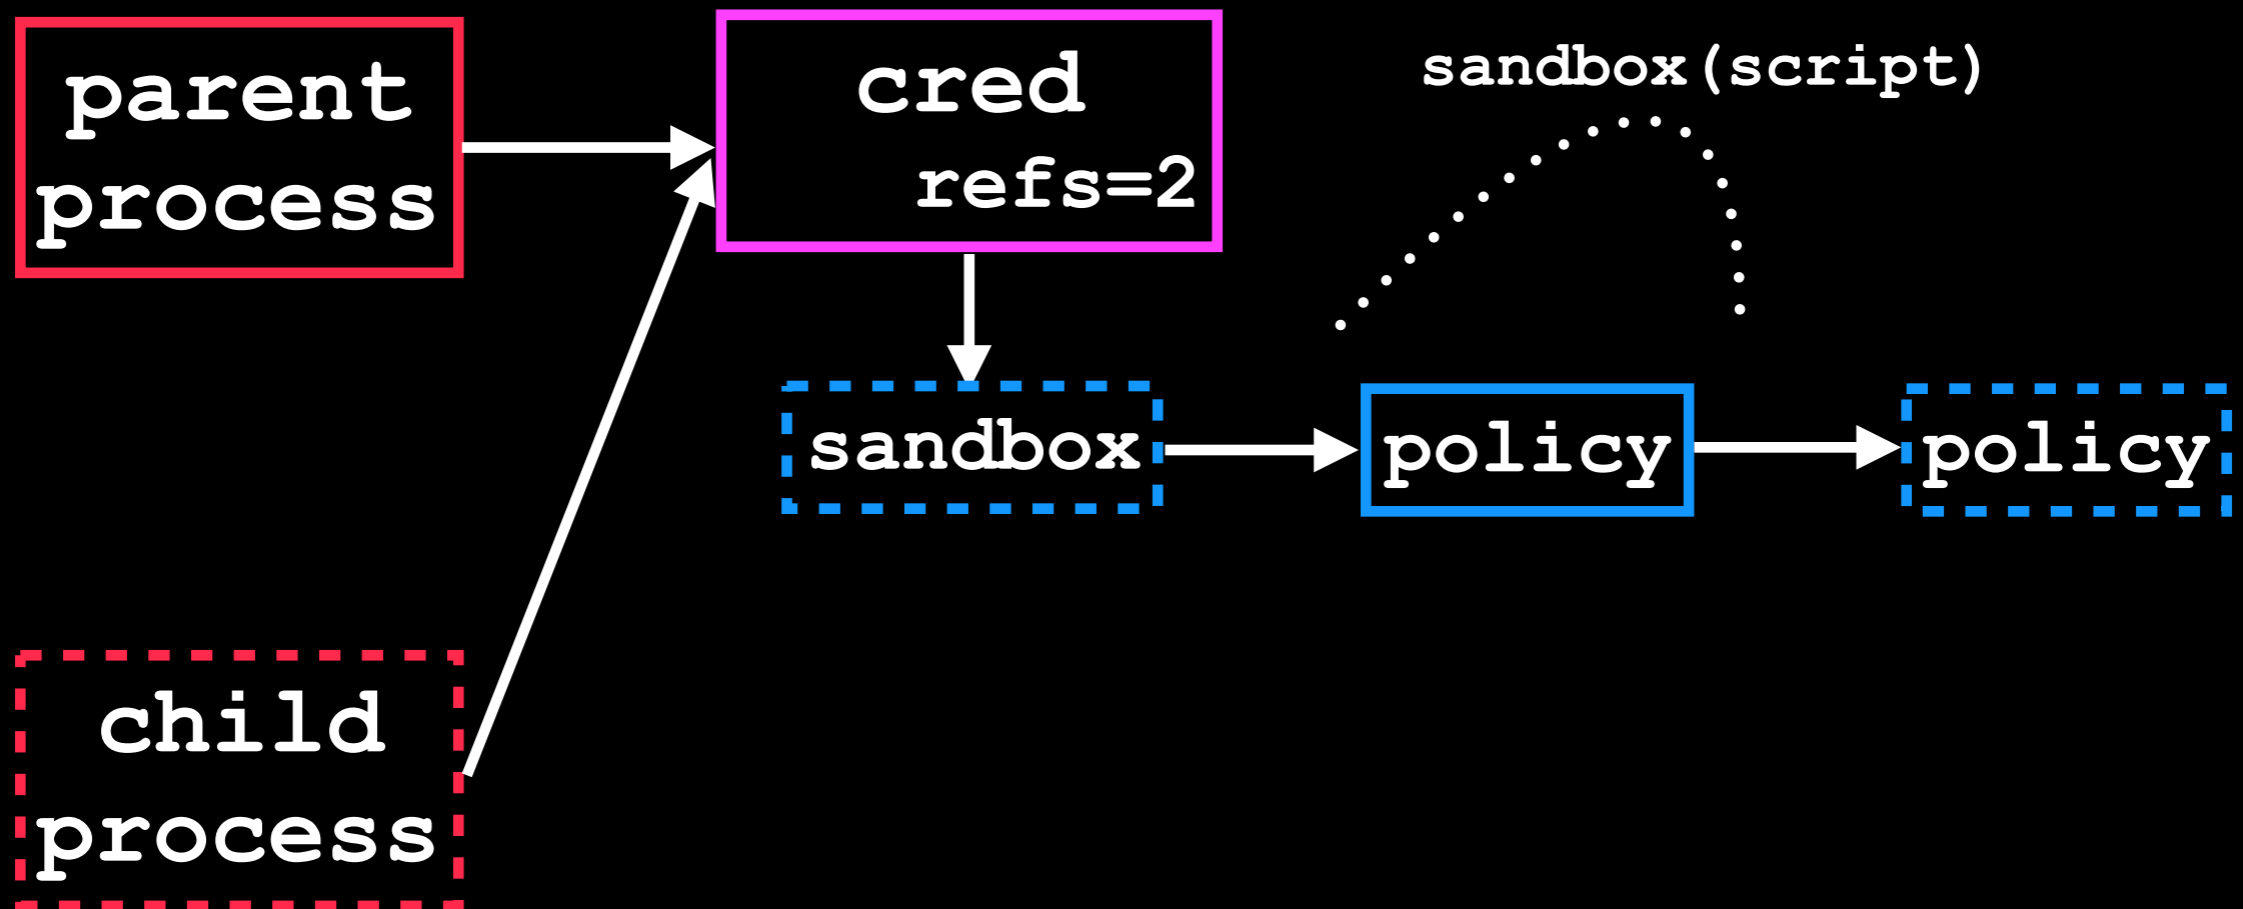 parent
process
cred
refs=2
sandbox(script)
sandbox
policy
policy
child
process